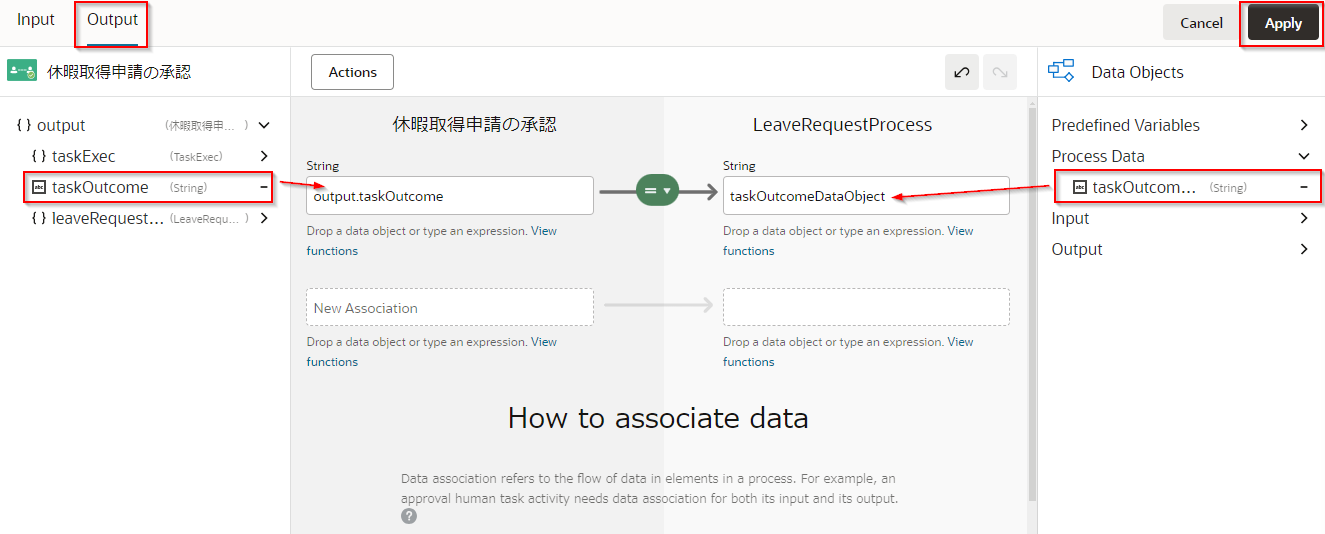 Input
Output
Cancel
Apply
休暇取得申請の承認
Actions
Data Objects
{ } output (休暇取得申... )
{ } taskExec (TaskExec)
abc taskOutcome (String)
{ } leaveRequest... (LeaveRequ... )
休暇取得申請の承認
LeaveRequestProcess
String
output.taskOutcome
=
String
taskOutcomeDataObject
Drop a data object or type an expression. View
functions
Drop a data object or type an expression. View
functions
New Association
Drop a data object or type an expression. View
functions
Drop a data object or type an expression. View
functions
How to associate data
Data association refers to the flow of data in elements in a process. For example, an
approval human task activity needs data association for both its input and its output.
?
Predefined Variables
Process Data
abc taskOutcom... (String)
Input
Output